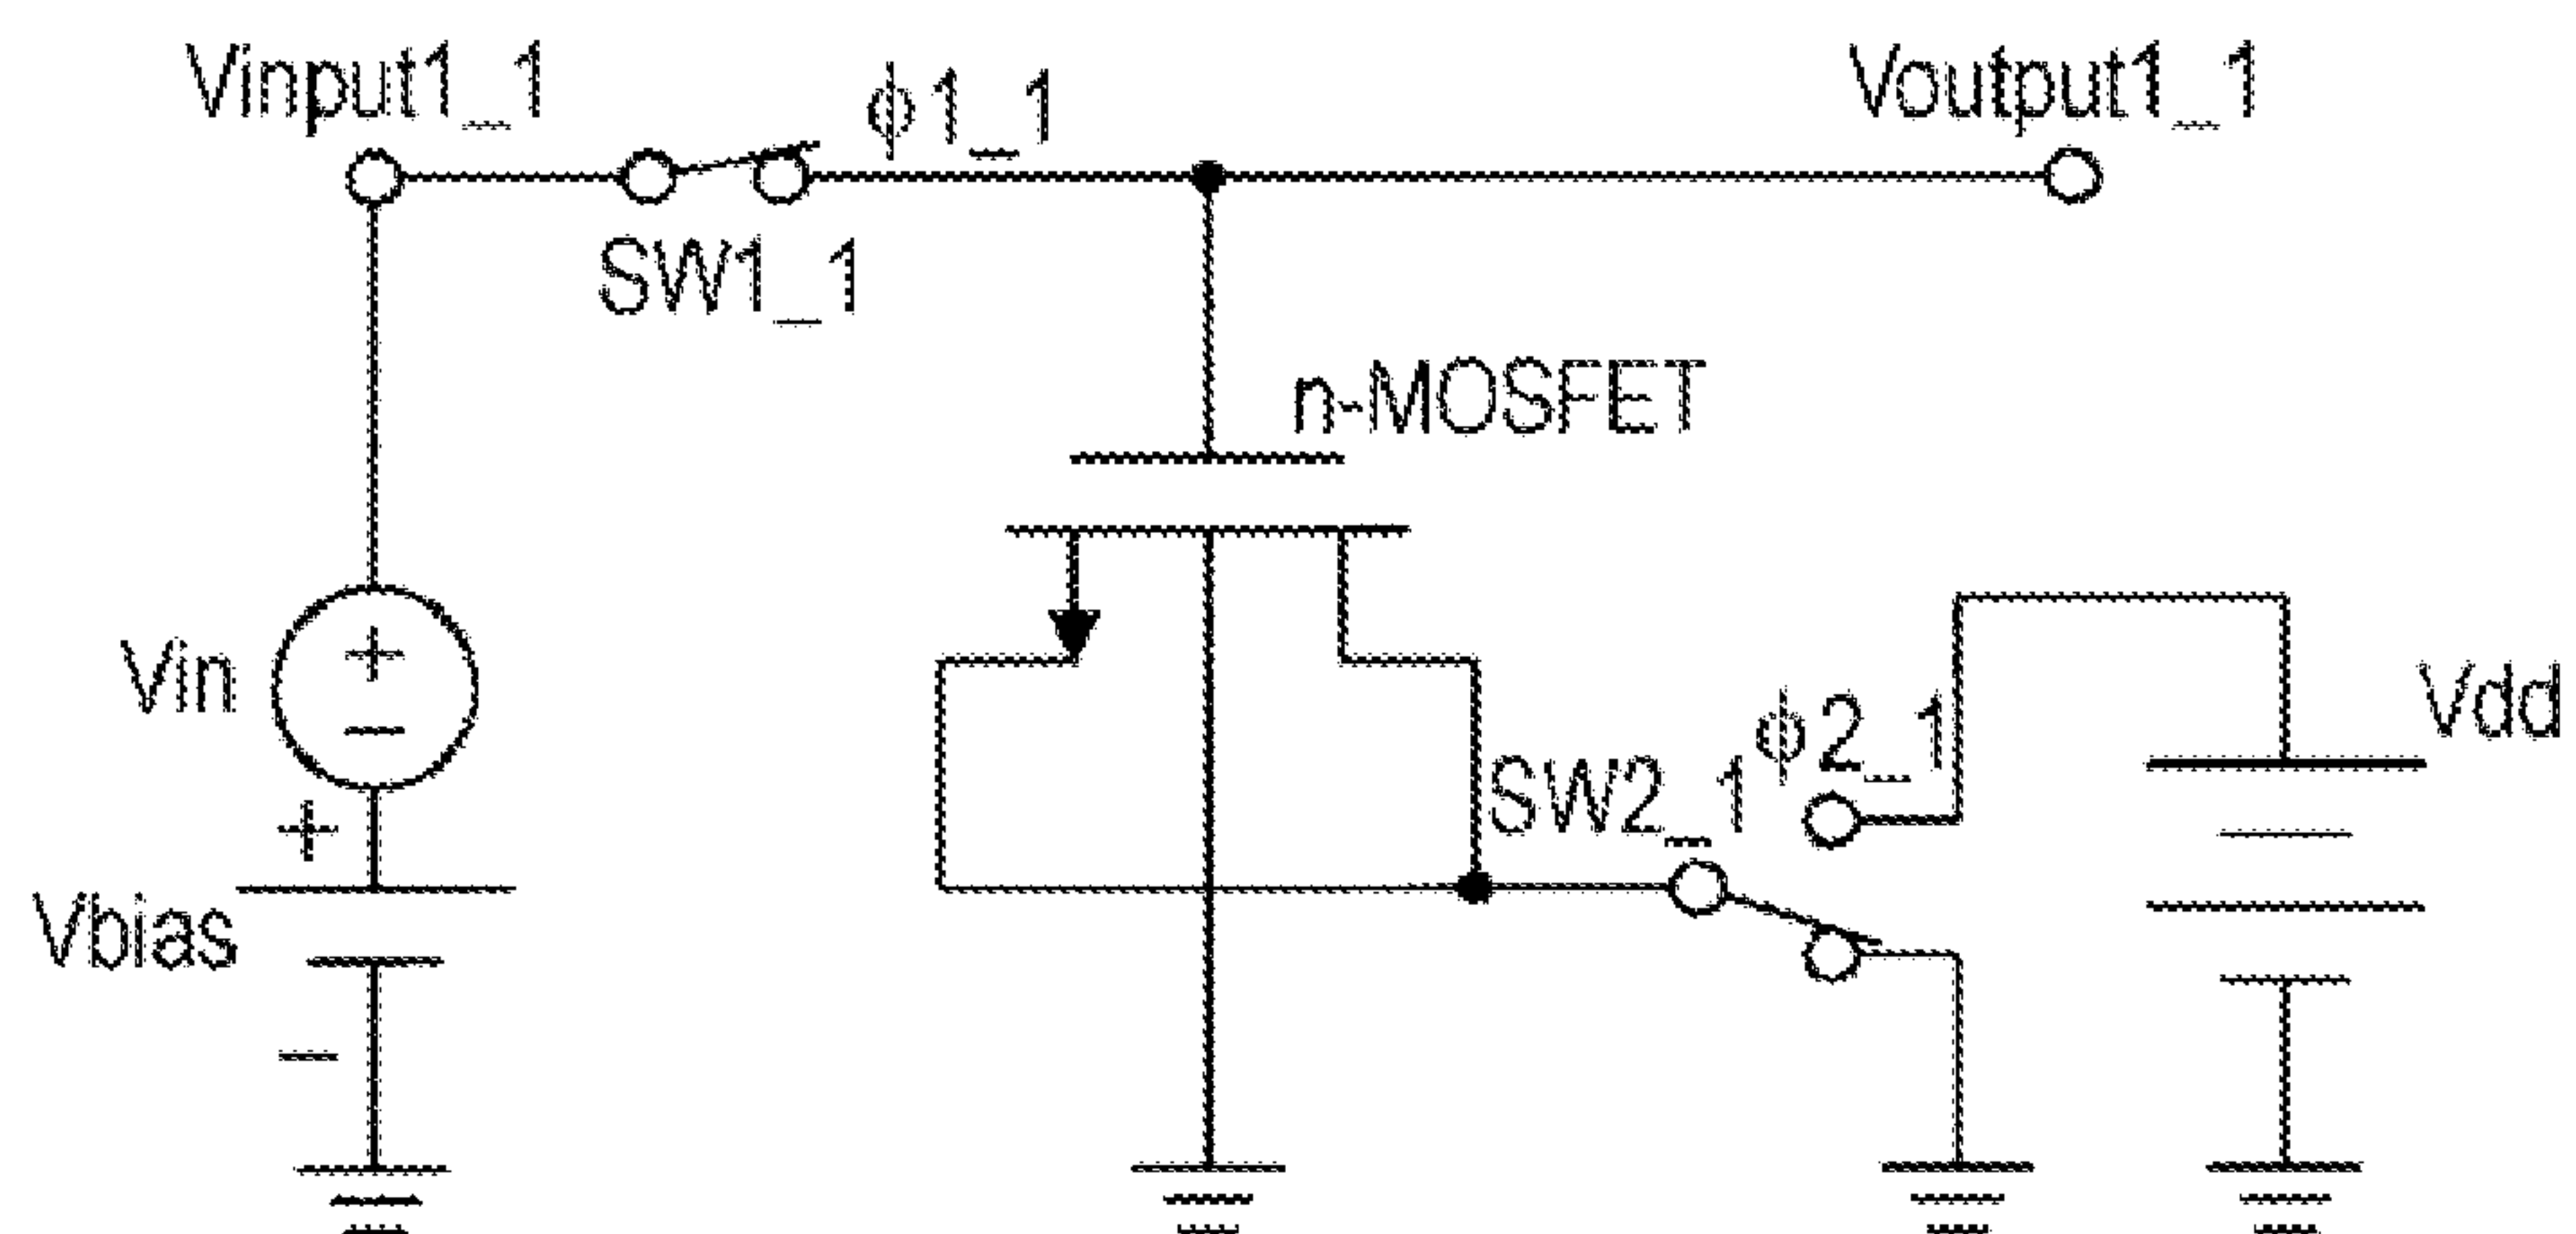 Vinput1_1
ϕ1_1
Voutput1_1
SW1_1
n-MOSFET
Vin
+
−
SW2_1
ϕ2_1
Vdd
+
Vbias
−